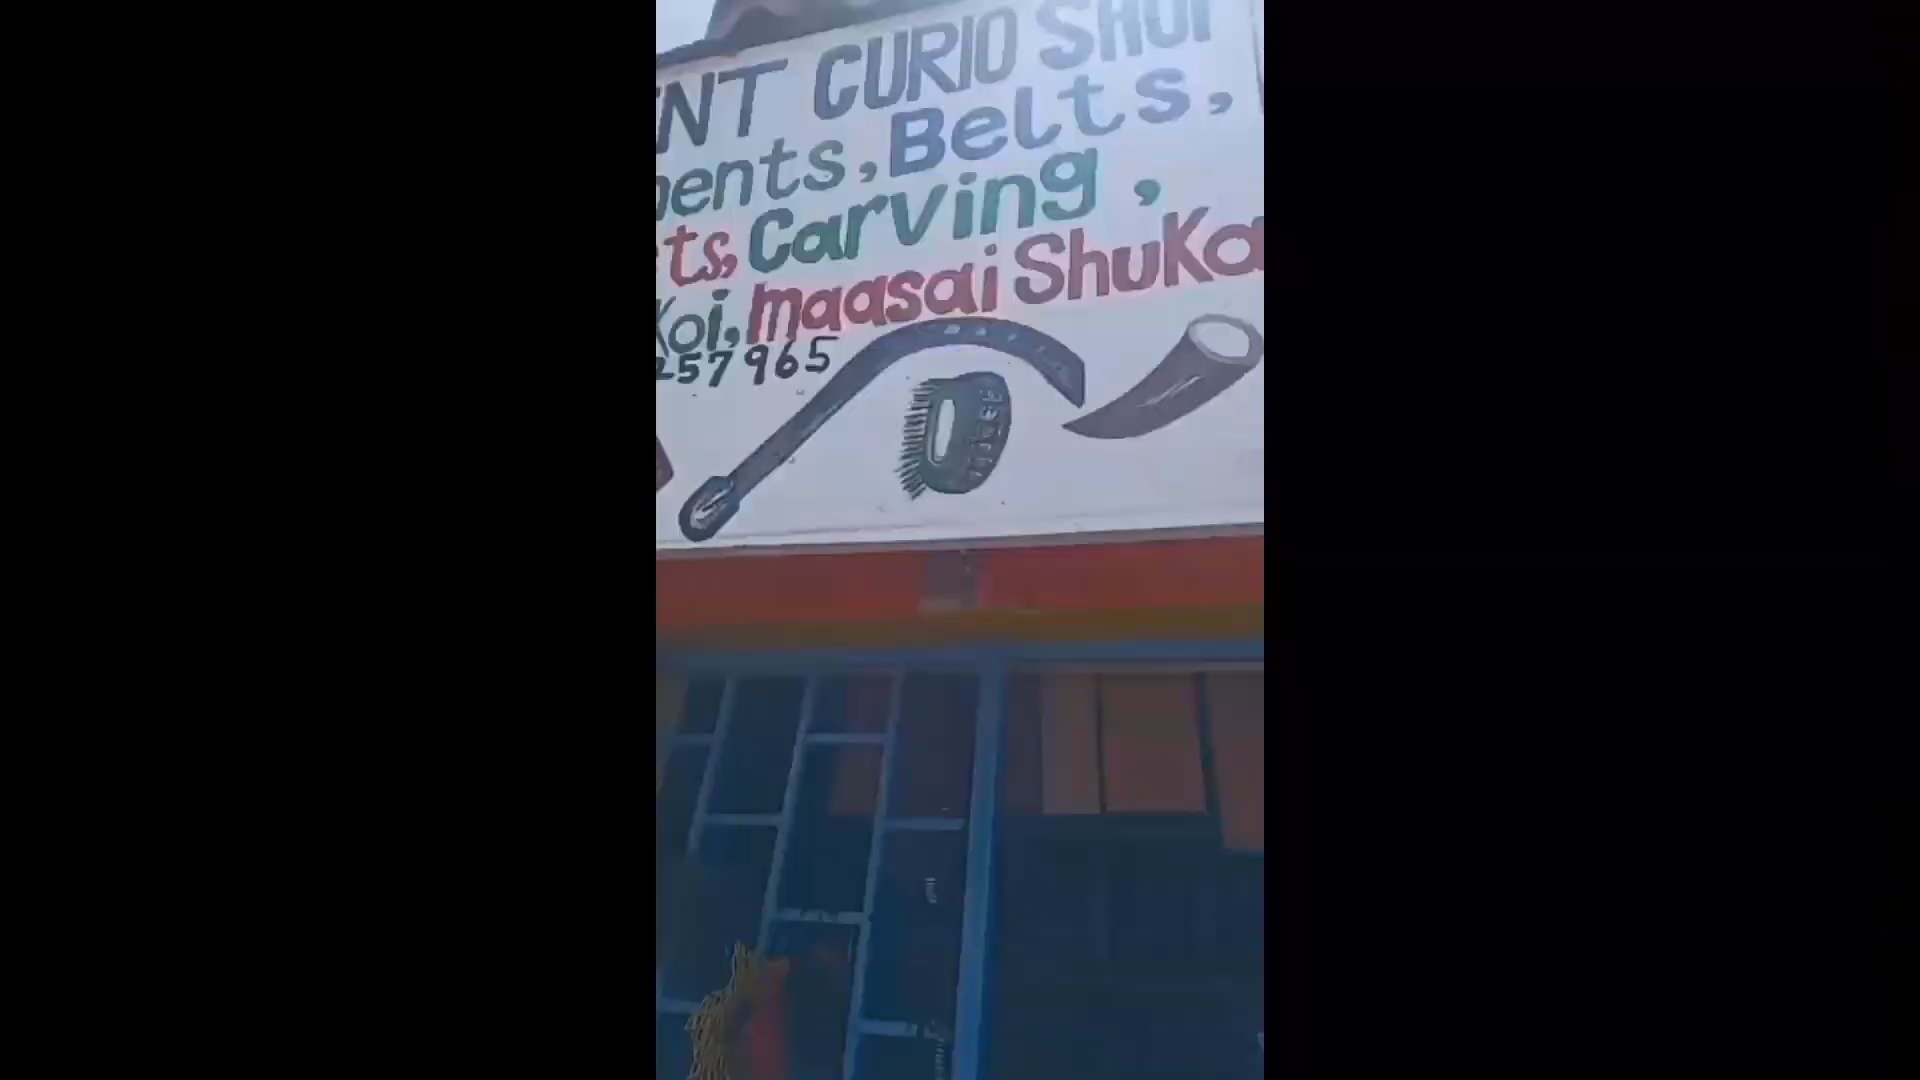 NT CURIO SHOP
ments, Belts,
ts, Carving,
Koi, maasai Shuka
257965